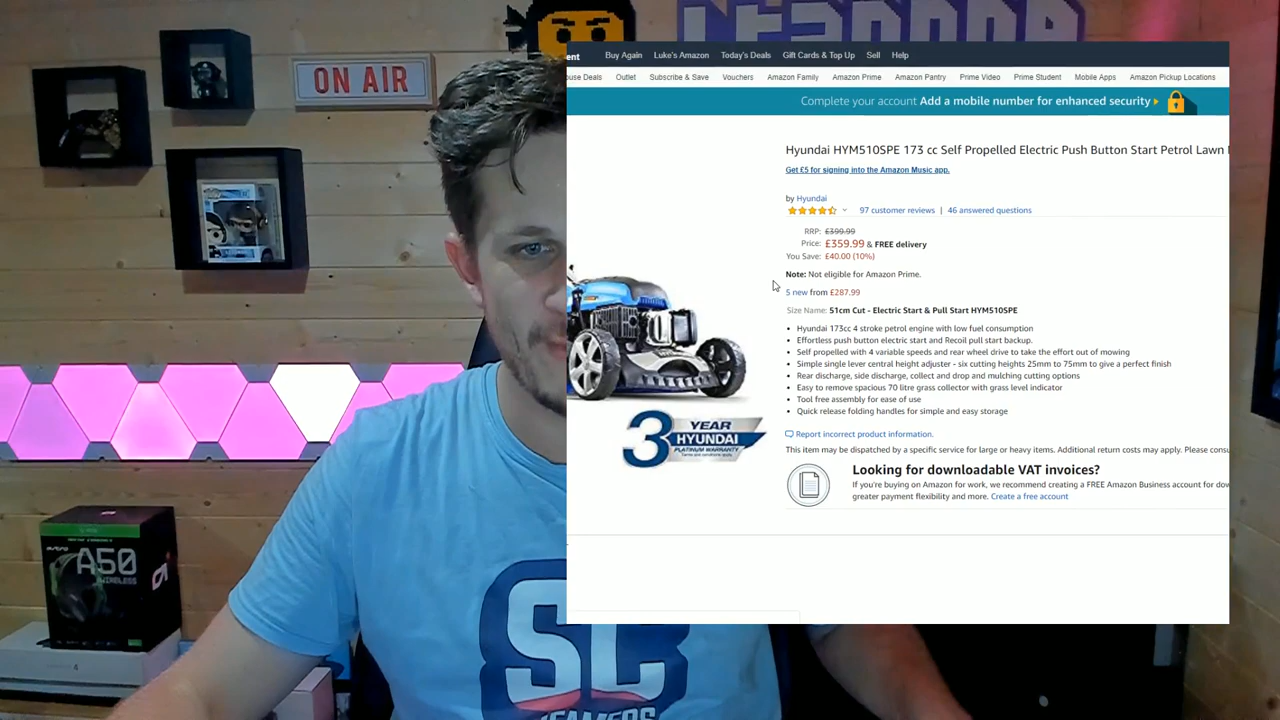 ON AIR
ent
Buy Again Luke's Amazon Today's Deals Gift Cards & Top Up Sell Help
ouse Deals Outlet Subscribe & Save Vouchers Amazon Family Amazon Prime Amazon Pantry Prime Video Prime Student Mobile Apps Amazon Pickup Locations
Complete your account Add a mobile number for enhanced security
Hyundai HYM510SPE 173 cc Self Propelled Electric Push Button Start Petrol Lawn
Get £5 for signing into the Amazon Music app.
by Hyundai
97 customer reviews | 46 answered questions
RRP: £399.99
Price: £359.99 & FREE delivery
You Save: £40.00 (10%)
Note: Not eligible for Amazon Prime.
5 new from £287.99
Size Name: 51cm Cut - Electric Start & Pull Start HYM510SPE
Hyundai 173cc 4 stroke petrol engine with low fuel consumption
Effortless push button electric start and Recoil pull start backup.
Self propelled with 4 variable speeds and rear wheel drive to take the effort out of mowing
Simple single lever central height adjuster - six cutting heights 25mm to 75mm to give a perfect finish
Rear discharge, side discharge, collect and drop and mulching cutting options
Easy to remove spacious 70 litre grass collector with grass level indicator
Tool free assembly for ease of use
Quick release folding handles for simple and easy storage
Report incorrect product information.
This item may be dispatched by a specific service for large or heavy items. Additional return costs may apply. Please consu
Looking for downloadable VAT invoices?
If you're buying on Amazon for work, we recommend creating a FREE Amazon Business account for dow
greater payment flexibility and more. Create a free account
3 YEAR
HYUNDAI
PLATINUM WARRANTY
ASTRO
A50
WIRELESS
4
SC